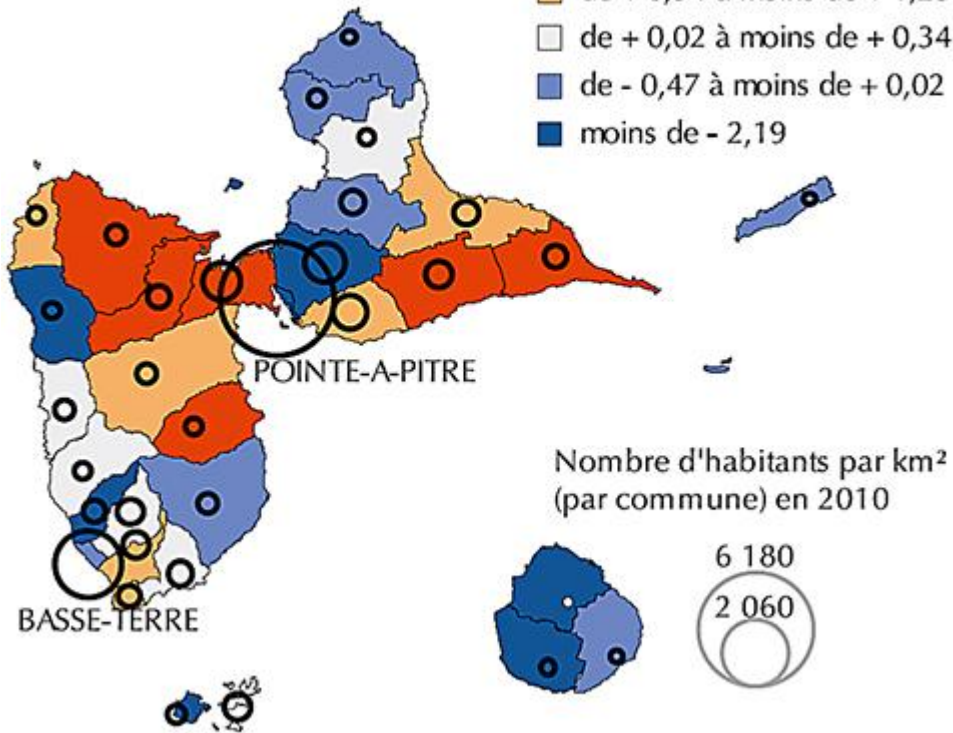 de + 0,02 à moins de + 0,34
de - 0,47 à moins de + 0,02
moins de - 2,19
POINTE-A-PITRE
Nombre d'habitants par km²
(par commune) en 2010
6 180
2 060
BASSE-TERRE